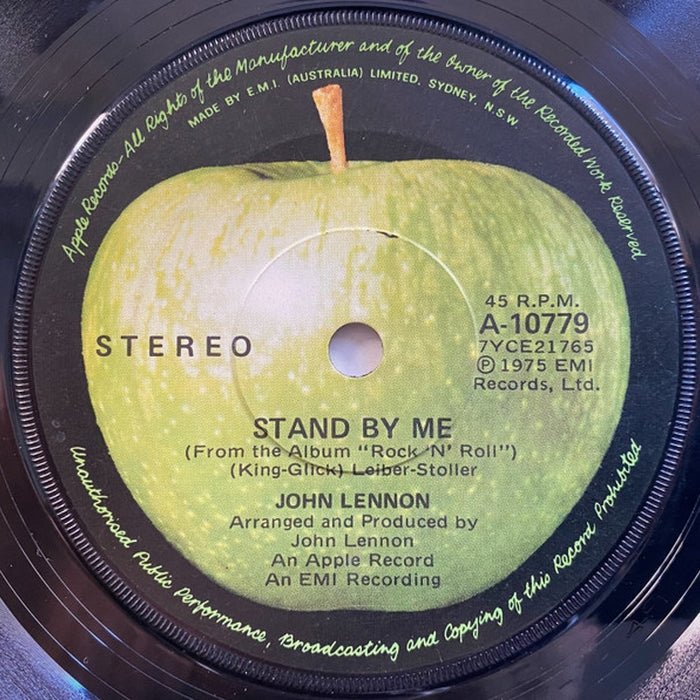 Apple Records-All Rights of the Manufacturer and of the Owner of the Recorded Work Reserved
MADE BY E.M.I. (AUSTRALIA) LIMITED. SYDNEY. N.S.W.
45 R.P.M.
A-10779
STEREO
7YCE21765
℗ 1975 EMI
Records, Ltd.
STAND BY ME
(From the Album "Rock 'N' Roll")
(King-Glick) Leiber-Stoller
JOHN LENNON
Arranged and Produced by
John Lennon
An Apple Record
An EMI Recording
Unauthorised Public Performance, Broadcasting and Copying of this Record Prohibited